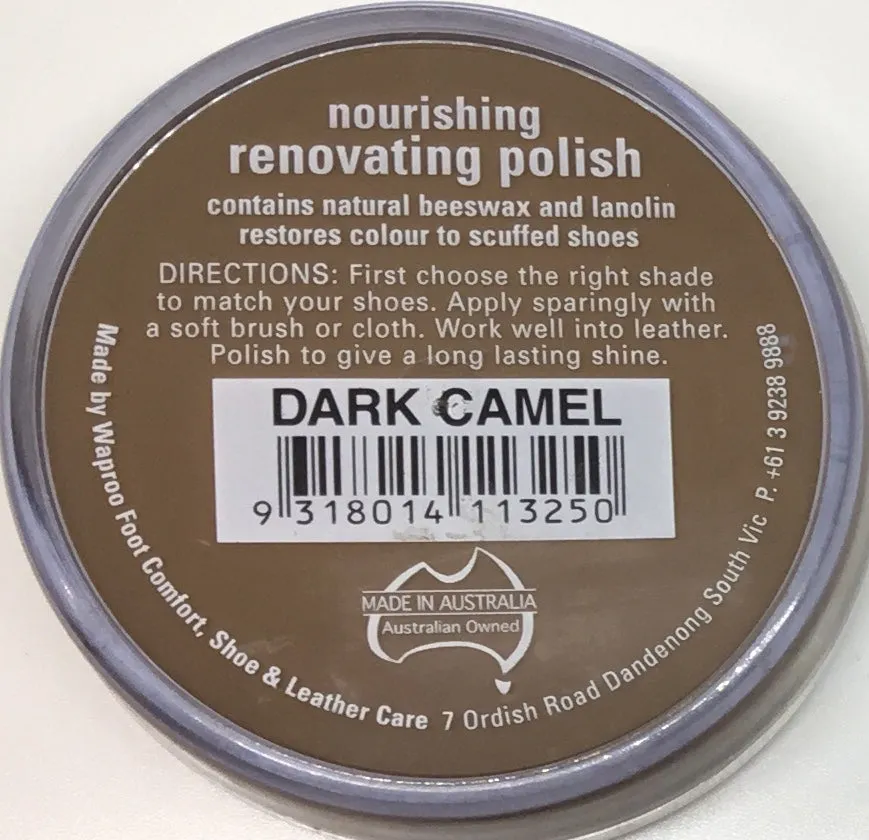 nourishing
renovating polish
contains natural beeswax and lanolin
restores colour to scuffed shoes
DIRECTIONS: First choose the right shade
to match your shoes. Apply sparingly with
a soft brush or cloth. Work well into leather.
Polish to give a long lasting shine.
DARK CAMEL
9 318014 113250
MADE IN AUSTRALIA
Australian Owned
Made by Waproo Foot Comfort, Shoe & Leather Care 7 Ordish Road Dandenong South Vic P. +61 3 9238 9888